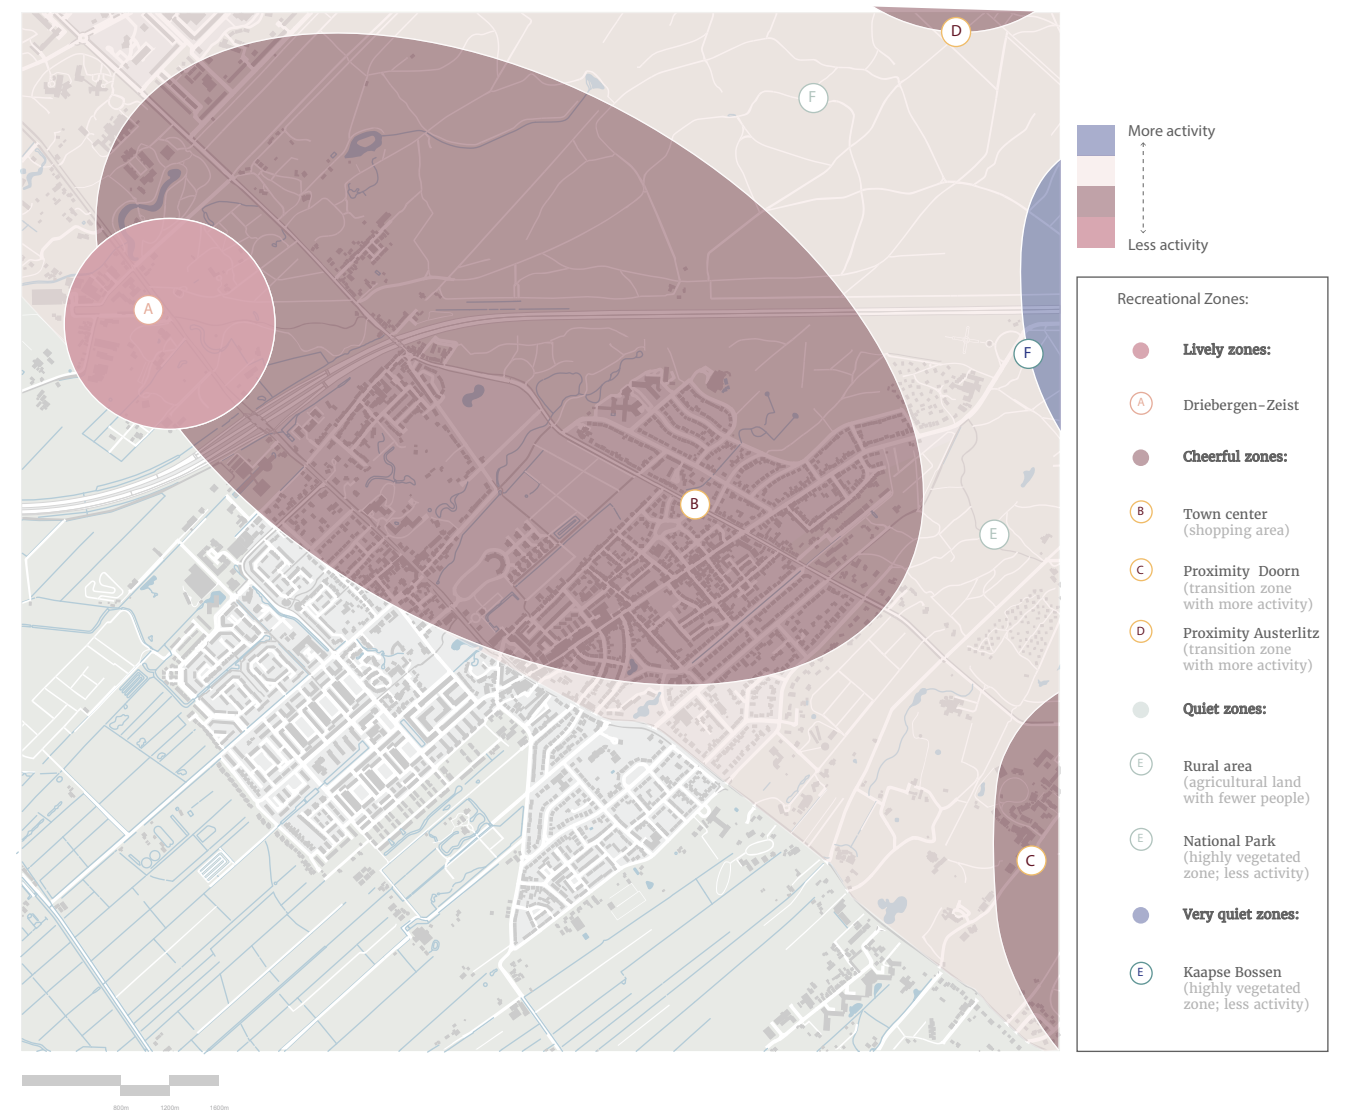 D
F
A
F
B
E
C
More activity
Less activity
Recreational Zones:
Lively zones:
A Driebergen-Zeist
Cheerful zones:
B Town center
(shopping area)
C Proximity Doorn
(transition zone
with more activity)
D Proximity Austerlitz
(transition zone
with more activity)
Quiet zones:
E Rural area
(agricultural land
with fewer people)
E National Park
(highly vegetated
zone; less activity)
Very quiet zones:
E Kaapse Bossen
(highly vegetated
zone; less activity)
800m 1200m 1600m